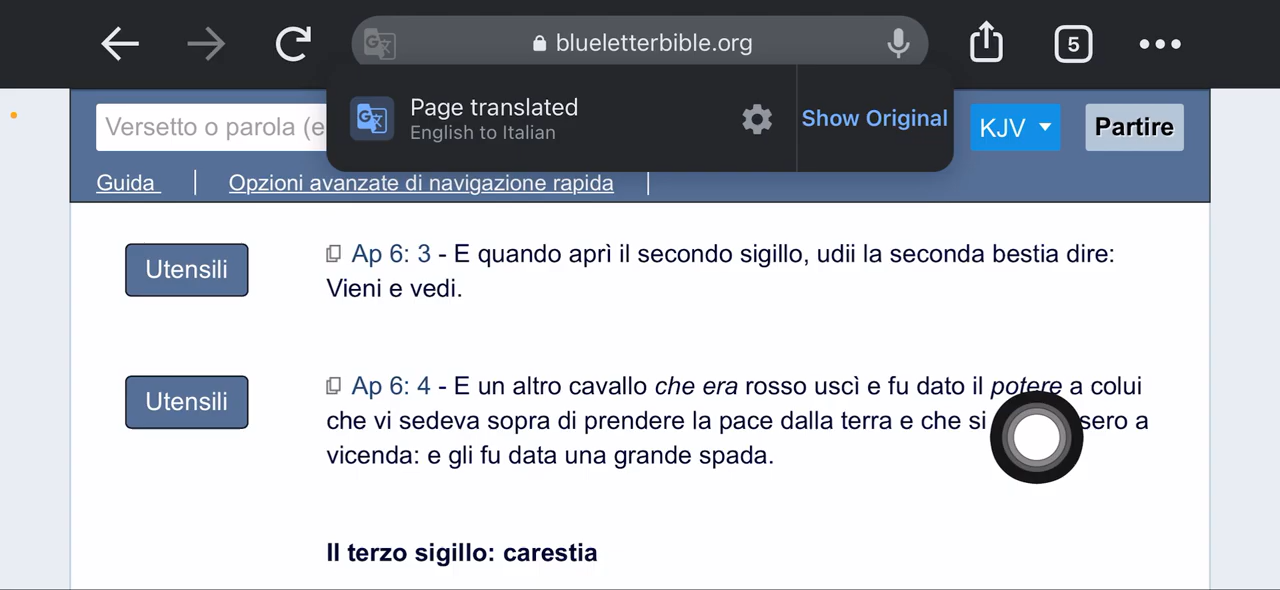 blueletterbible.org
5
Page translated
English to Italian
Show Original
Versetto o parola (e
KJV
Partire
Guida
Opzioni avanzate di navigazione rapida
Utensili
Ap 6: 3 - E quando aprì il secondo sigillo, udii la seconda bestia dire:
Vieni e vedi.
Utensili
Ap 6: 4 - E un altro cavallo che era rosso uscì e fu dato il potere a colui
che vi sedeva sopra di prendere la pace dalla terra e che si sero a
vicenda: e gli fu data una grande spada.
Il terzo sigillo: carestia